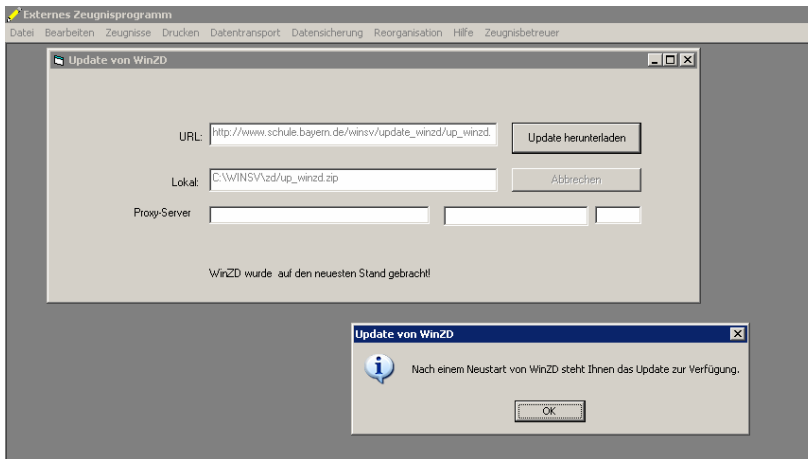 Externes Zeugnisprogramm
Datei Bearbeiten Zeugnisse Drucken Datentransport Datensicherung Reorganisation Hilfe Zeugnisbetreuer
Update von WinZD
URL: http://www.schule.bayern.de/winsv/update_winzd/up_winzd. Update herunterladen
Lokal: C:\WINSV\zd/up_winzd.zip Abbrechen
Proxy-Server
WinZD wurde auf den neuesten Stand gebracht!
Update von WinZD
Nach einem Neustart von WinZD steht Ihnen das Update zur Verfügung.
OK